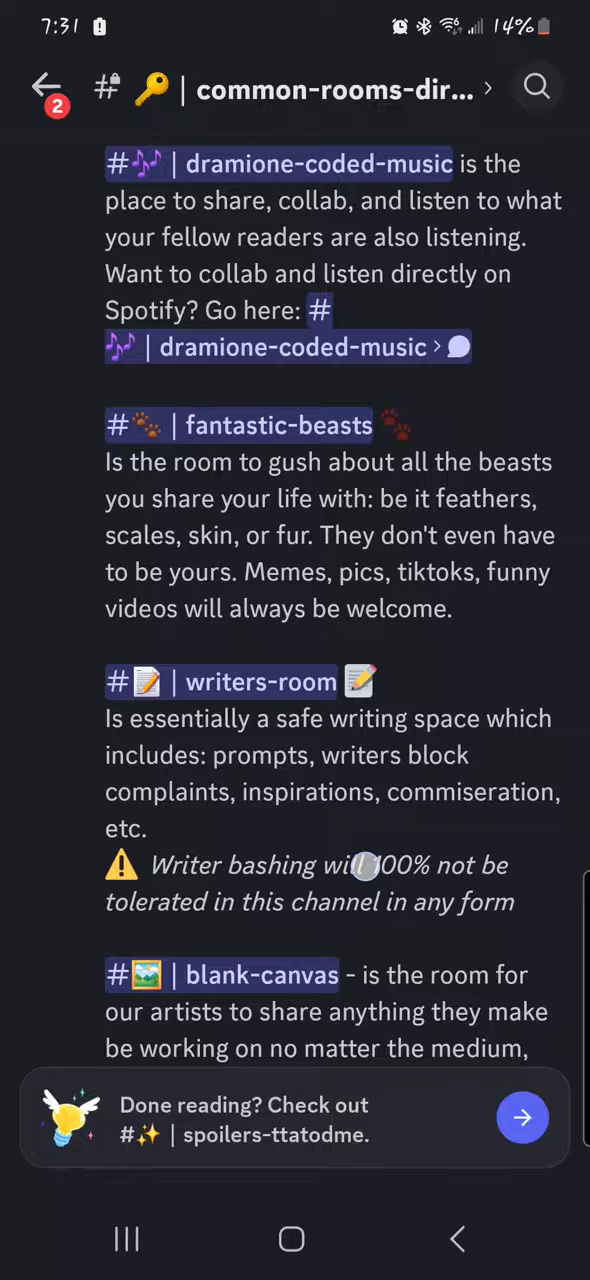 7:31 14%
2 # 🔑 | common-rooms-dir... ›
#🎶 | dramione-coded-music is the
place to share, collab, and listen to what
your fellow readers are also listening.
Want to collab and listen directly on
Spotify? Go here: #
🎶 | dramione-coded-music ›
#🐾 | fantastic-beasts 🐾
Is the room to gush about all the beasts
you share your life with: be it feathers,
scales, skin, or fur. They don't even have
to be yours. Memes, pics, tiktoks, funny
videos will always be welcome.
#📝 | writers-room 📝
Is essentially a safe writing space which
includes: prompts, writers block
complaints, inspirations, commiseration,
etc.
⚠️ Writer bashing will 100% not be
tolerated in this channel in any form
#🖼️ | blank-canvas - is the room for
our artists to share anything they make
be working on no matter the medium,
Done reading? Check out
#✨ | spoilers-ttatodme.